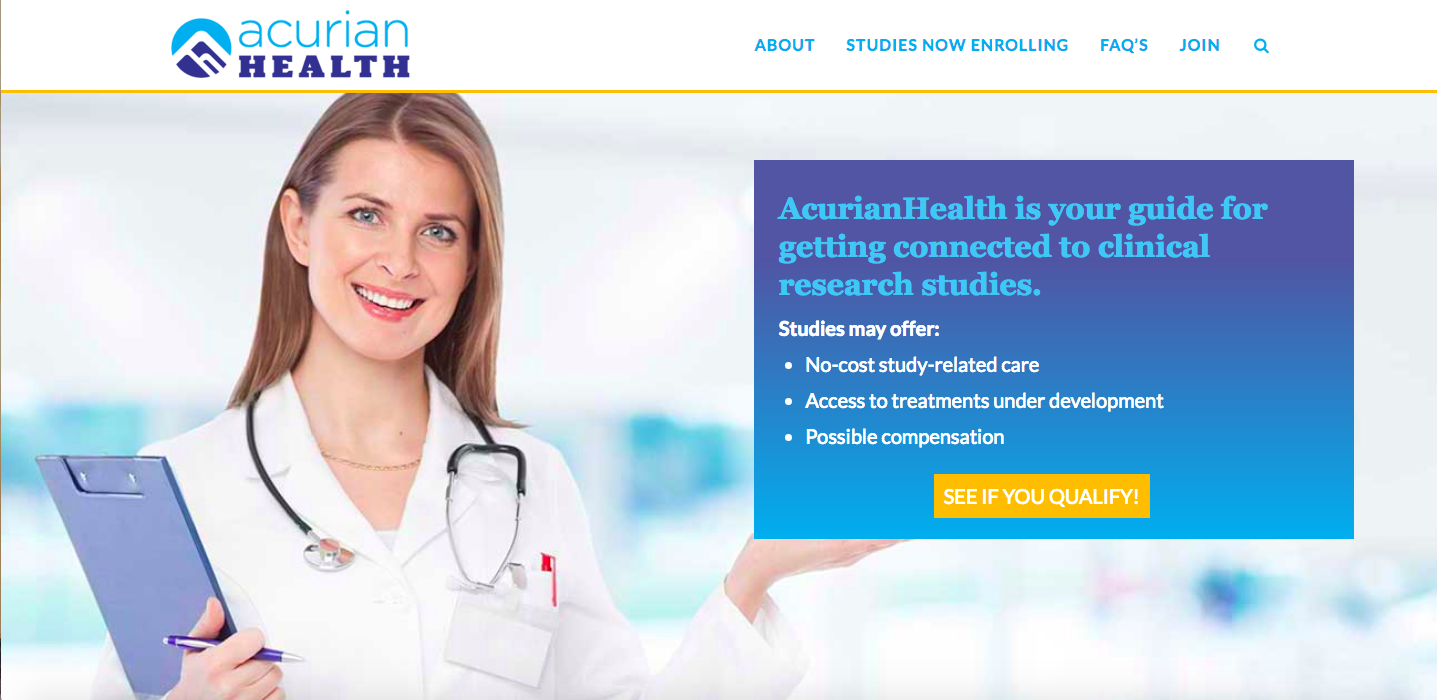 acurian
HEALTH
ABOUT STUDIES NOW ENROLLING FAQ'S JOIN
AcurianHealth is your guide for
getting connected to clinical
research studies.
Studies may offer:
• No-cost study-related care
• Access to treatments under development
• Possible compensation
SEE IF YOU QUALIFY!